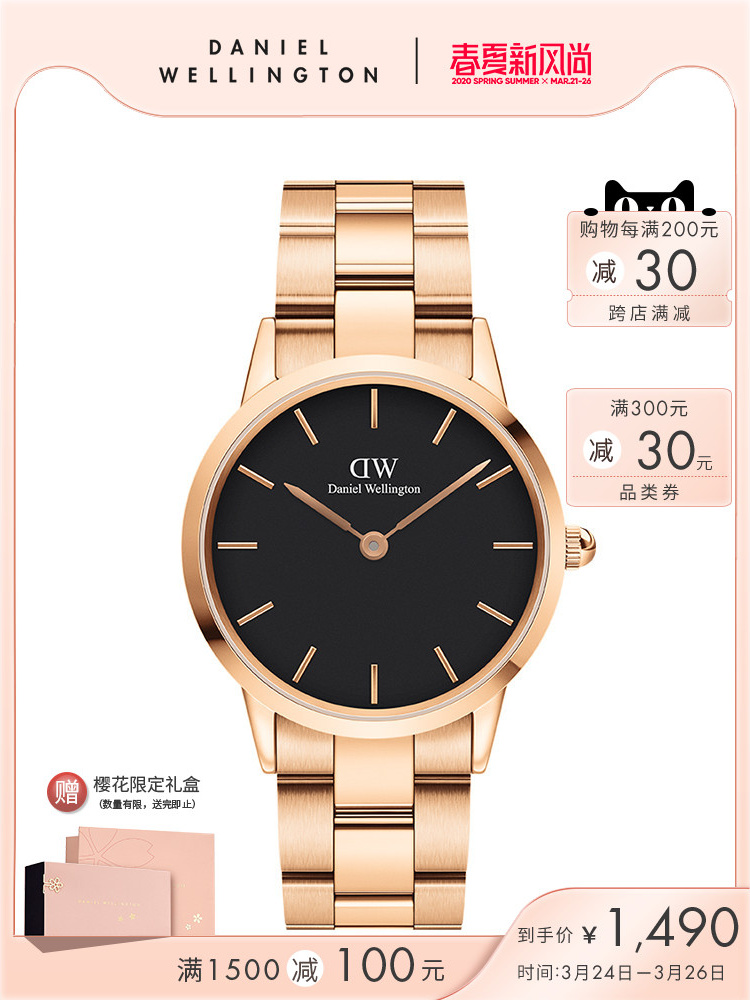 DANIEL
WELLINGTON
春夏新风尚
2020 SPRING SUMMER × MAR.21-26
购物每满200元
减 30
跨店满减
满300元
减 30元
品类券
DW
Daniel Wellington
赠 樱花限定礼盒
(数量有限，送完即止)
DANIEL WELLINGTON
满1500减100元
到手价 ¥1,490
时间:3月24日—3月26日